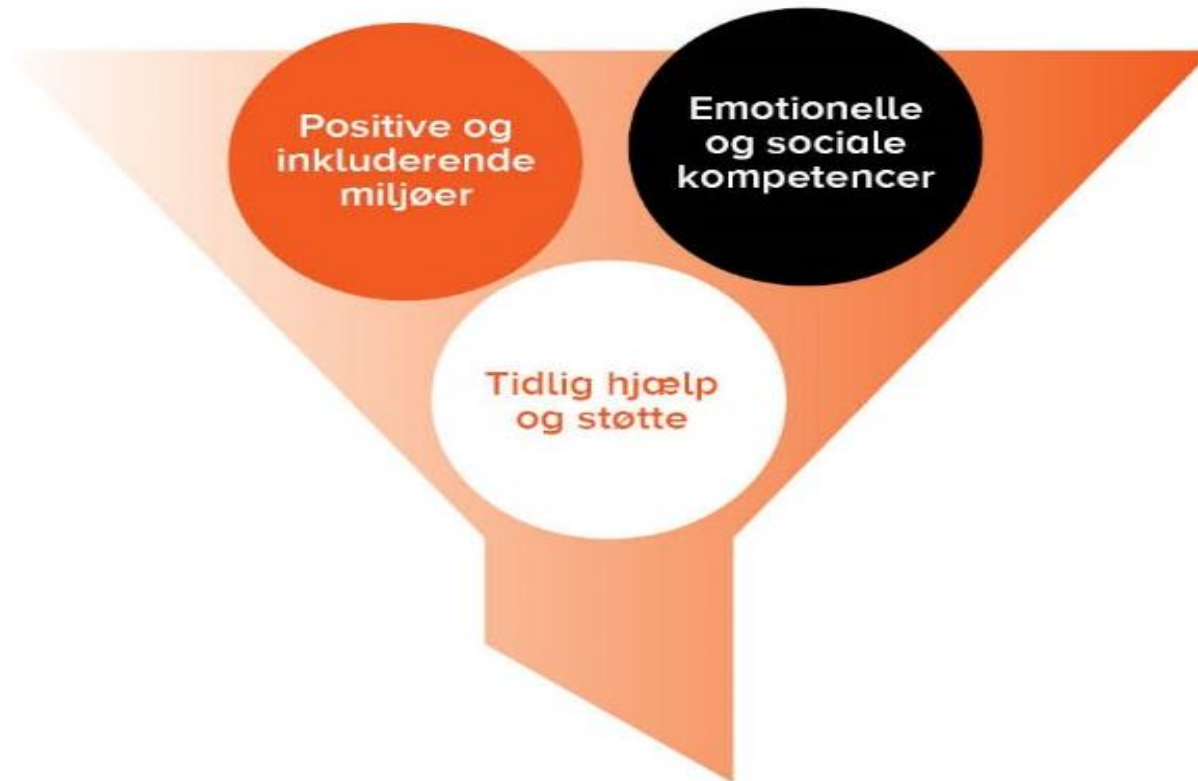 Positive og
inkluderende
miljøer
Emotionelle
og sociale
kompetencer
Tidlig hjælp
og støtte